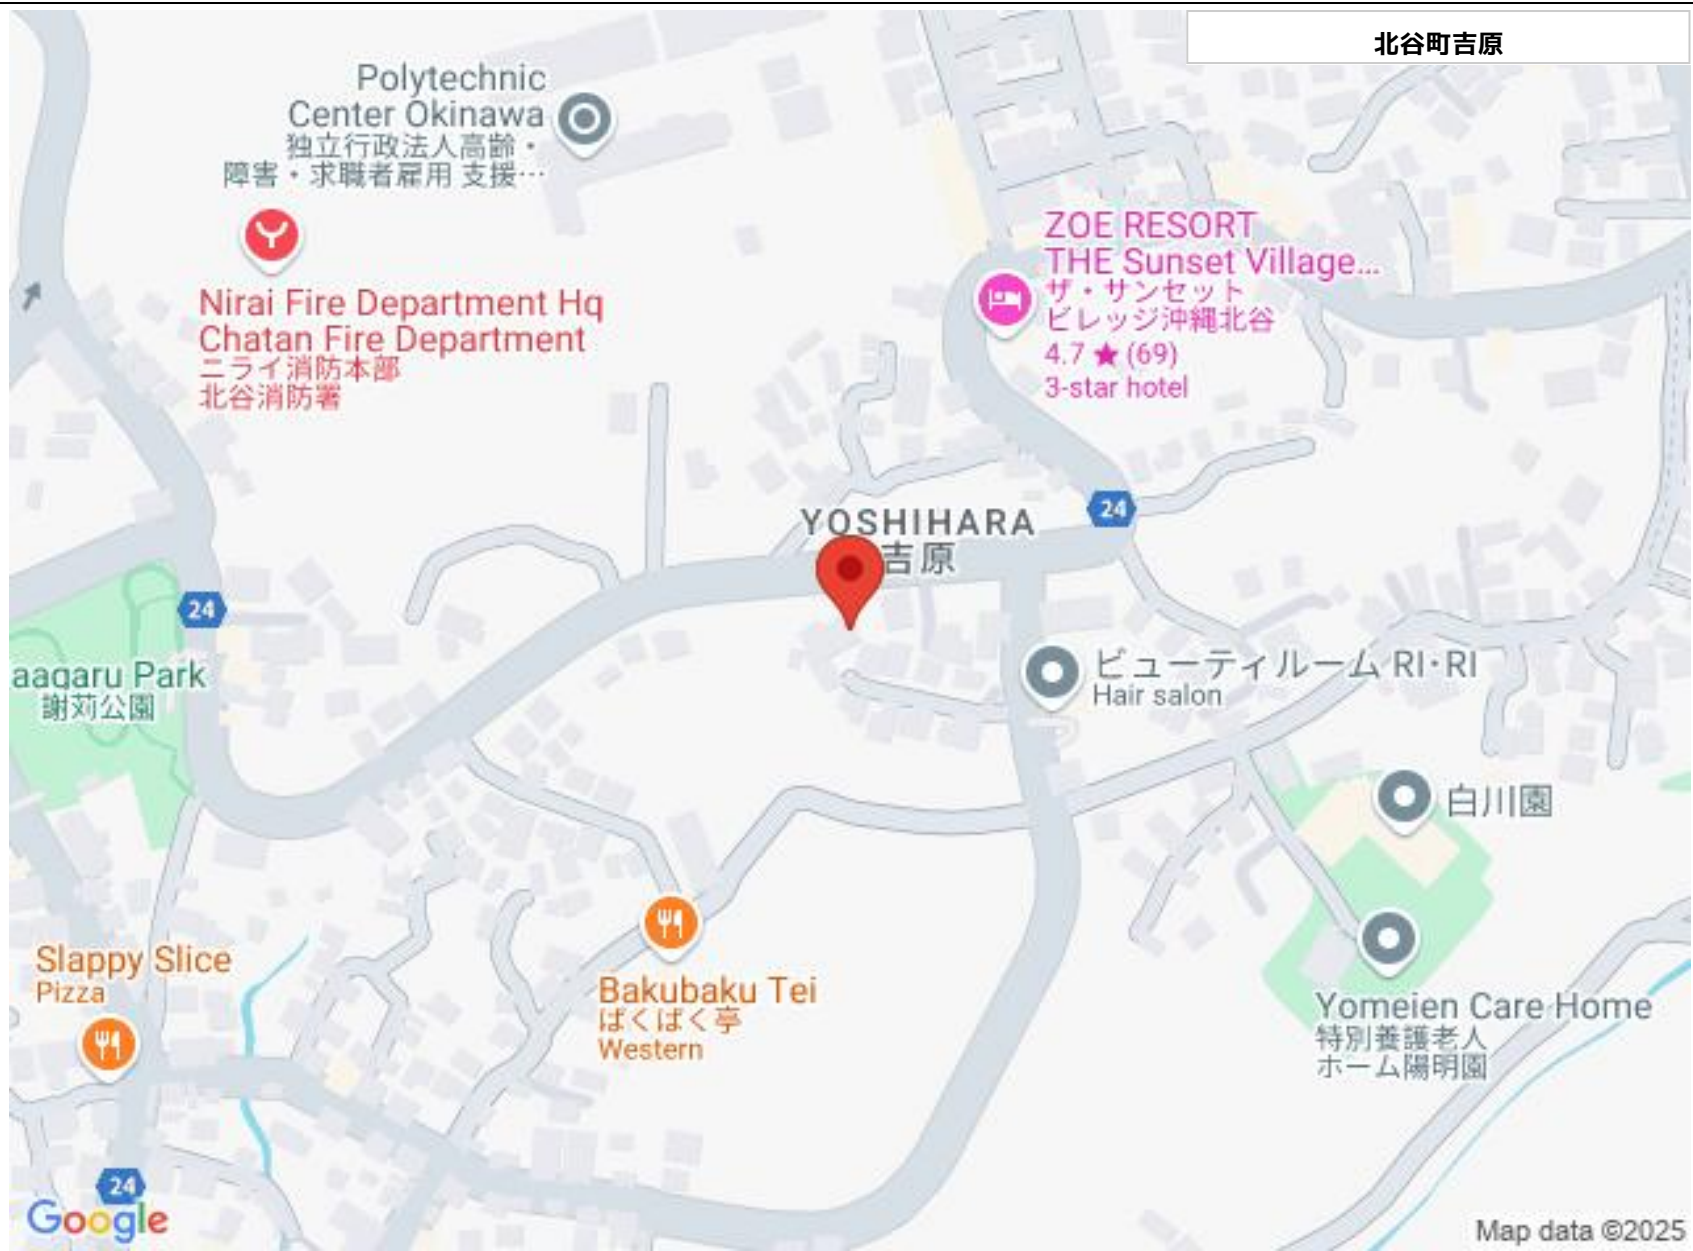 北谷町吉原
Polytechnic
Center Okinawa
独立行政法人高齢・
障害・求職者雇用 支援…
Nirai Fire Department Hq
Chatan Fire Department
ニライ消防本部
北谷消防署
ZOE RESORT
THE Sunset Village...
ザ・サンセット
ビレッジ沖縄北谷
4.7 ★ (69)
3-star hotel
24
YOSHIHARA
吉原
24
aagaru Park
謝苅公園
ビューティルーム RI･RI
Hair salon
白川園
Slappy Slice
Pizza
Bakubaku Tei
ばくばく亭
Western
Yomeien Care Home
特別養護老人
ホーム陽明園
24
Google
Map data ©2025